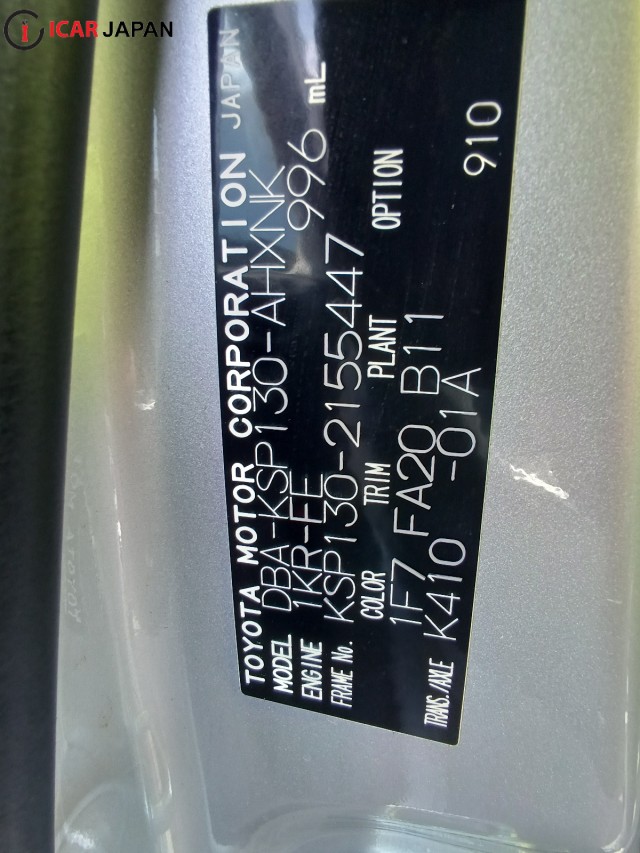 ICAR JAPAN
TOYOTA MOTOR CORPORATION JAPAN
MODEL DBA-KSP130-AHXNK
ENGINE 1KR-FE 996 mL
FRAME No. KSP130-2155447
COLOR TRIM PLANT OPTION
1F7 FA20 B11
TRANS./AXLE K410 -01A 910